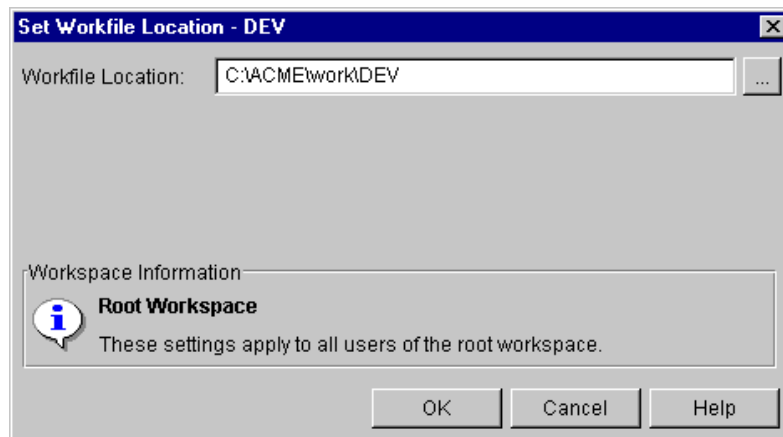 Set Workfile Location - DEV
Workfile Location: C:\ACME\work\DEV ...
Workspace Information
Root Workspace
These settings apply to all users of the root workspace.
OK Cancel Help